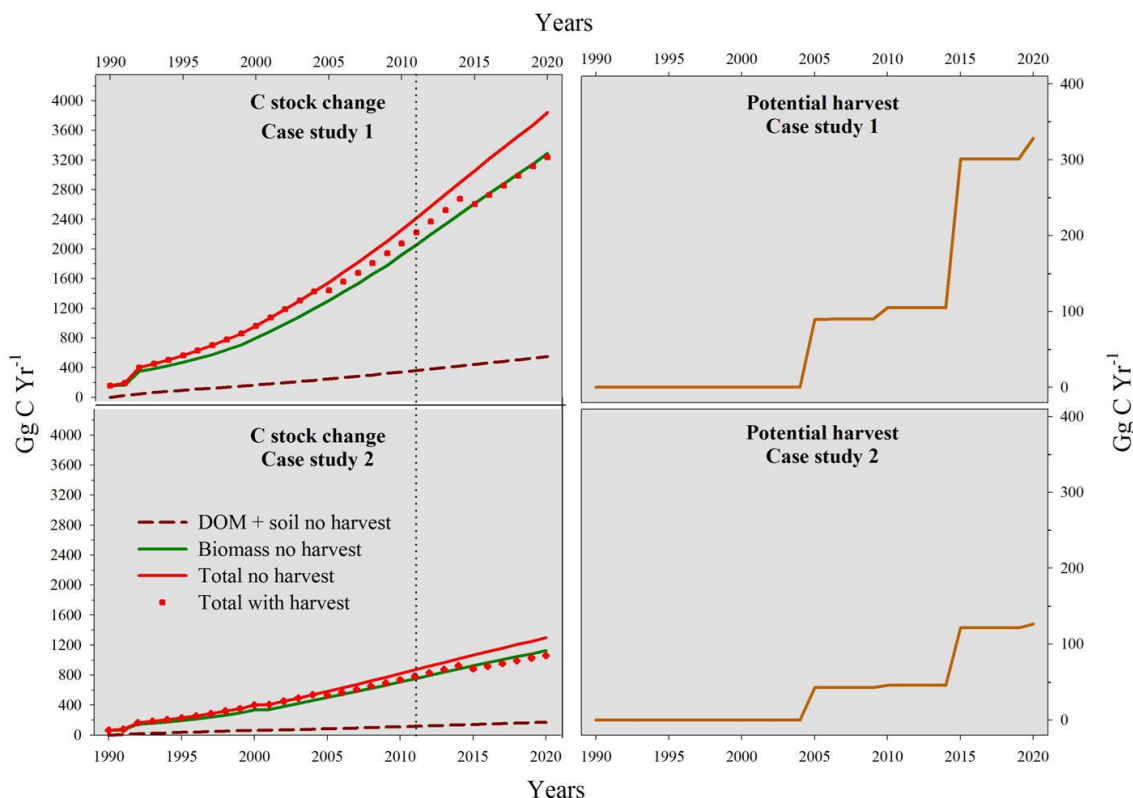 Years
1990 1995 2000 2005 2010 2015 2020
1990 1995 2000 2005 2010 2015 2020
C stock change
Case study 1
4000
3600
3200
2800
2400
2000
1600
1200
800
400
0
Potential harvest
Case study 1
400
300
200
100
0
Gg C Yr-1
Gg C Yr-1
C stock change
Case study 2
4000
3600
3200
2800
2400
2000
1600
1200
800
400
0
DOM + soil no harvest
Biomass no harvest
Total no harvest
Total with harvest
Potential harvest
Case study 2
400
300
200
100
0
1990 1995 2000 2005 2010 2015 2020
1990 1995 2000 2005 2010 2015 2020
Years